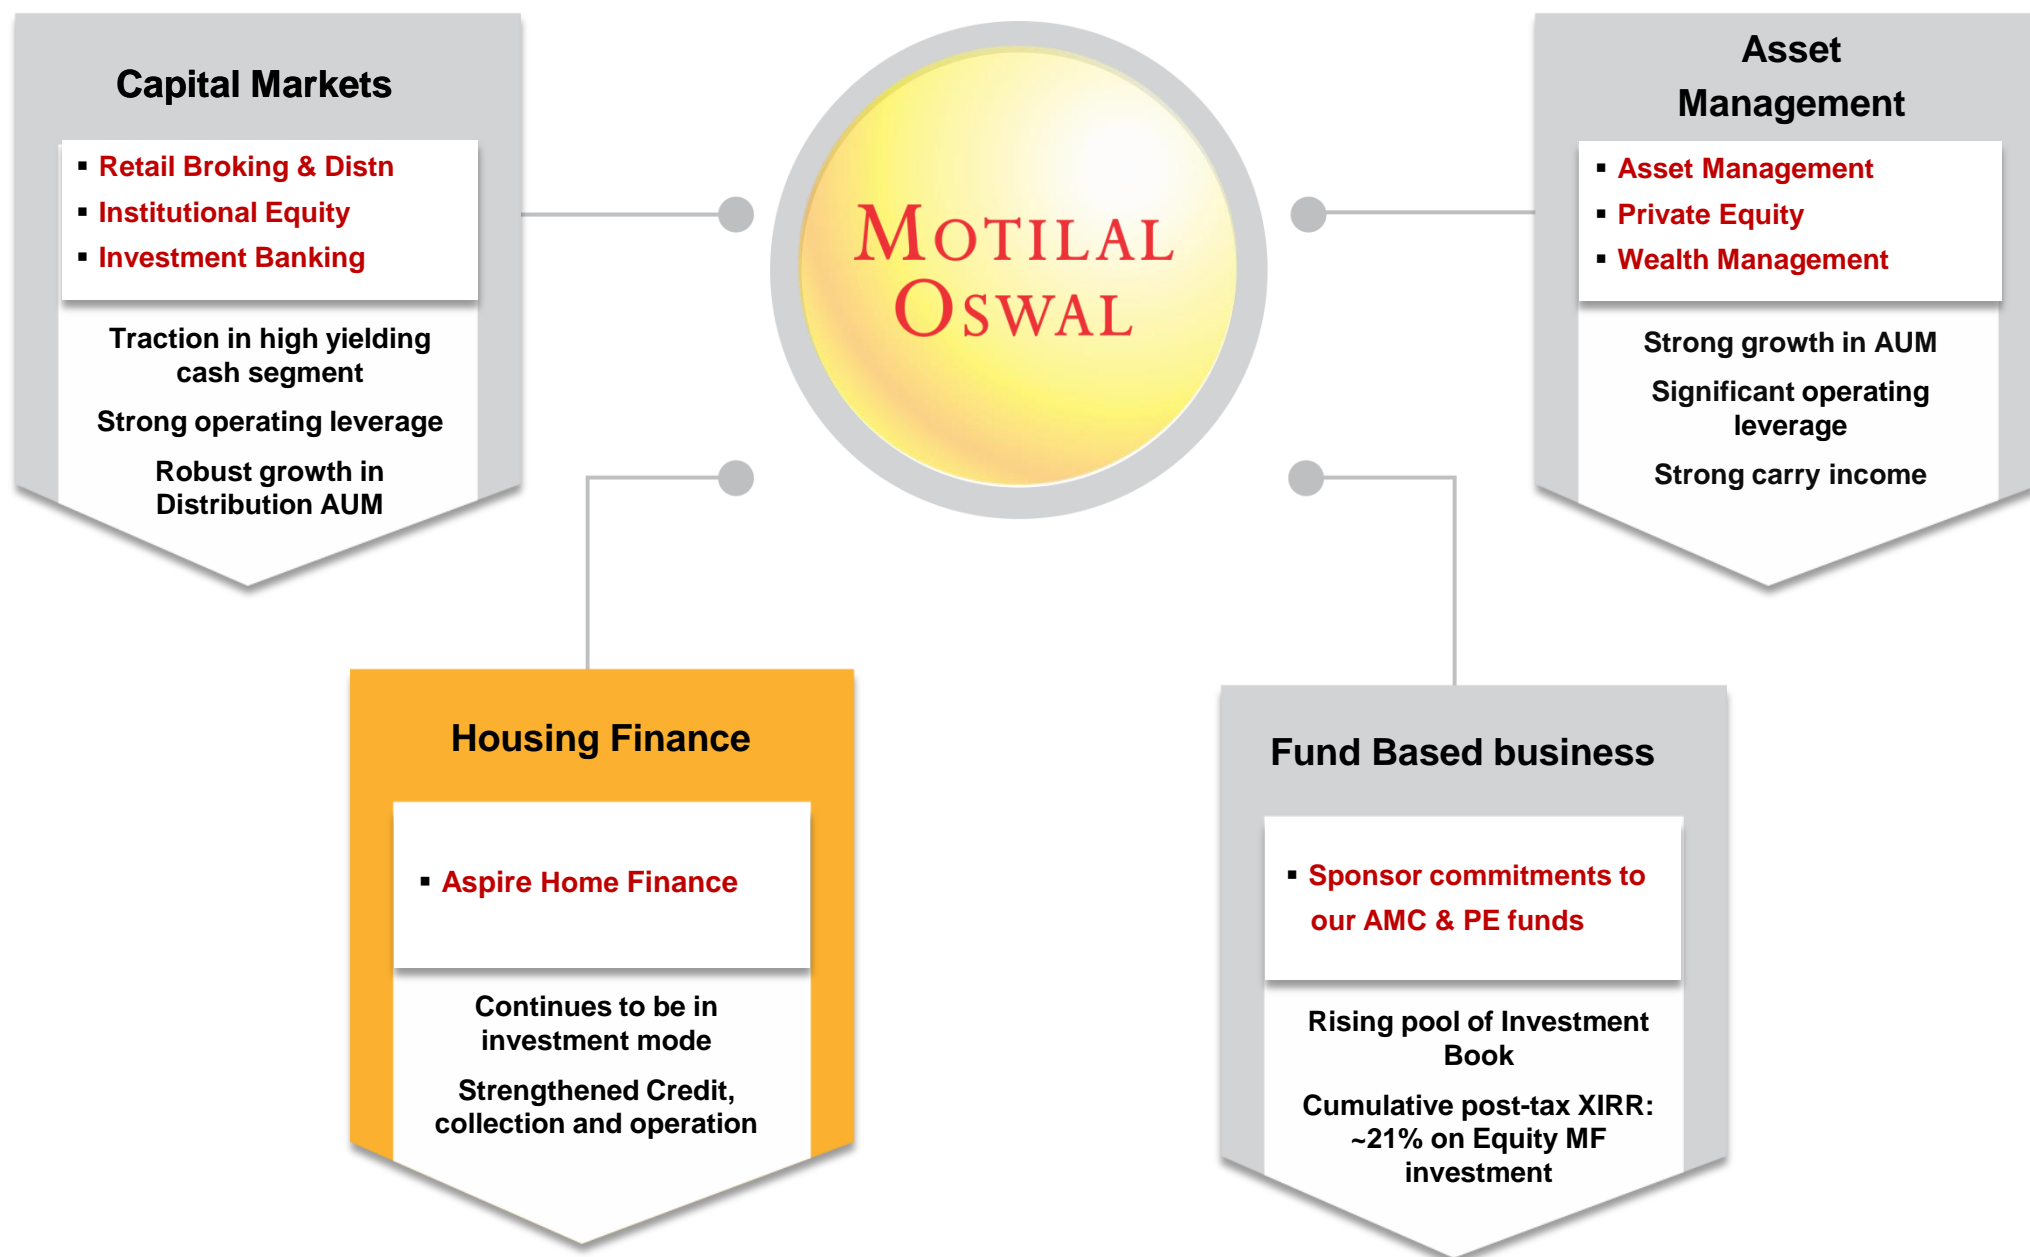 Capital Markets
▪ Retail Broking & Distn
▪ Institutional Equity
▪ Investment Banking
Traction in high yielding
cash segment
Strong operating leverage
Robust growth in
Distribution AUM
MOTILAL
OSWAL
Asset
Management
▪ Asset Management
▪ Private Equity
▪ Wealth Management
Strong growth in AUM
Significant operating
leverage
Strong carry income
Housing Finance
▪ Aspire Home Finance
Continues to be in
investment mode
Strengthened Credit,
collection and operation
Fund Based business
▪ Sponsor commitments to
our AMC & PE funds
Rising pool of Investment
Book
Cumulative post-tax XIRR:
~21% on Equity MF
investment